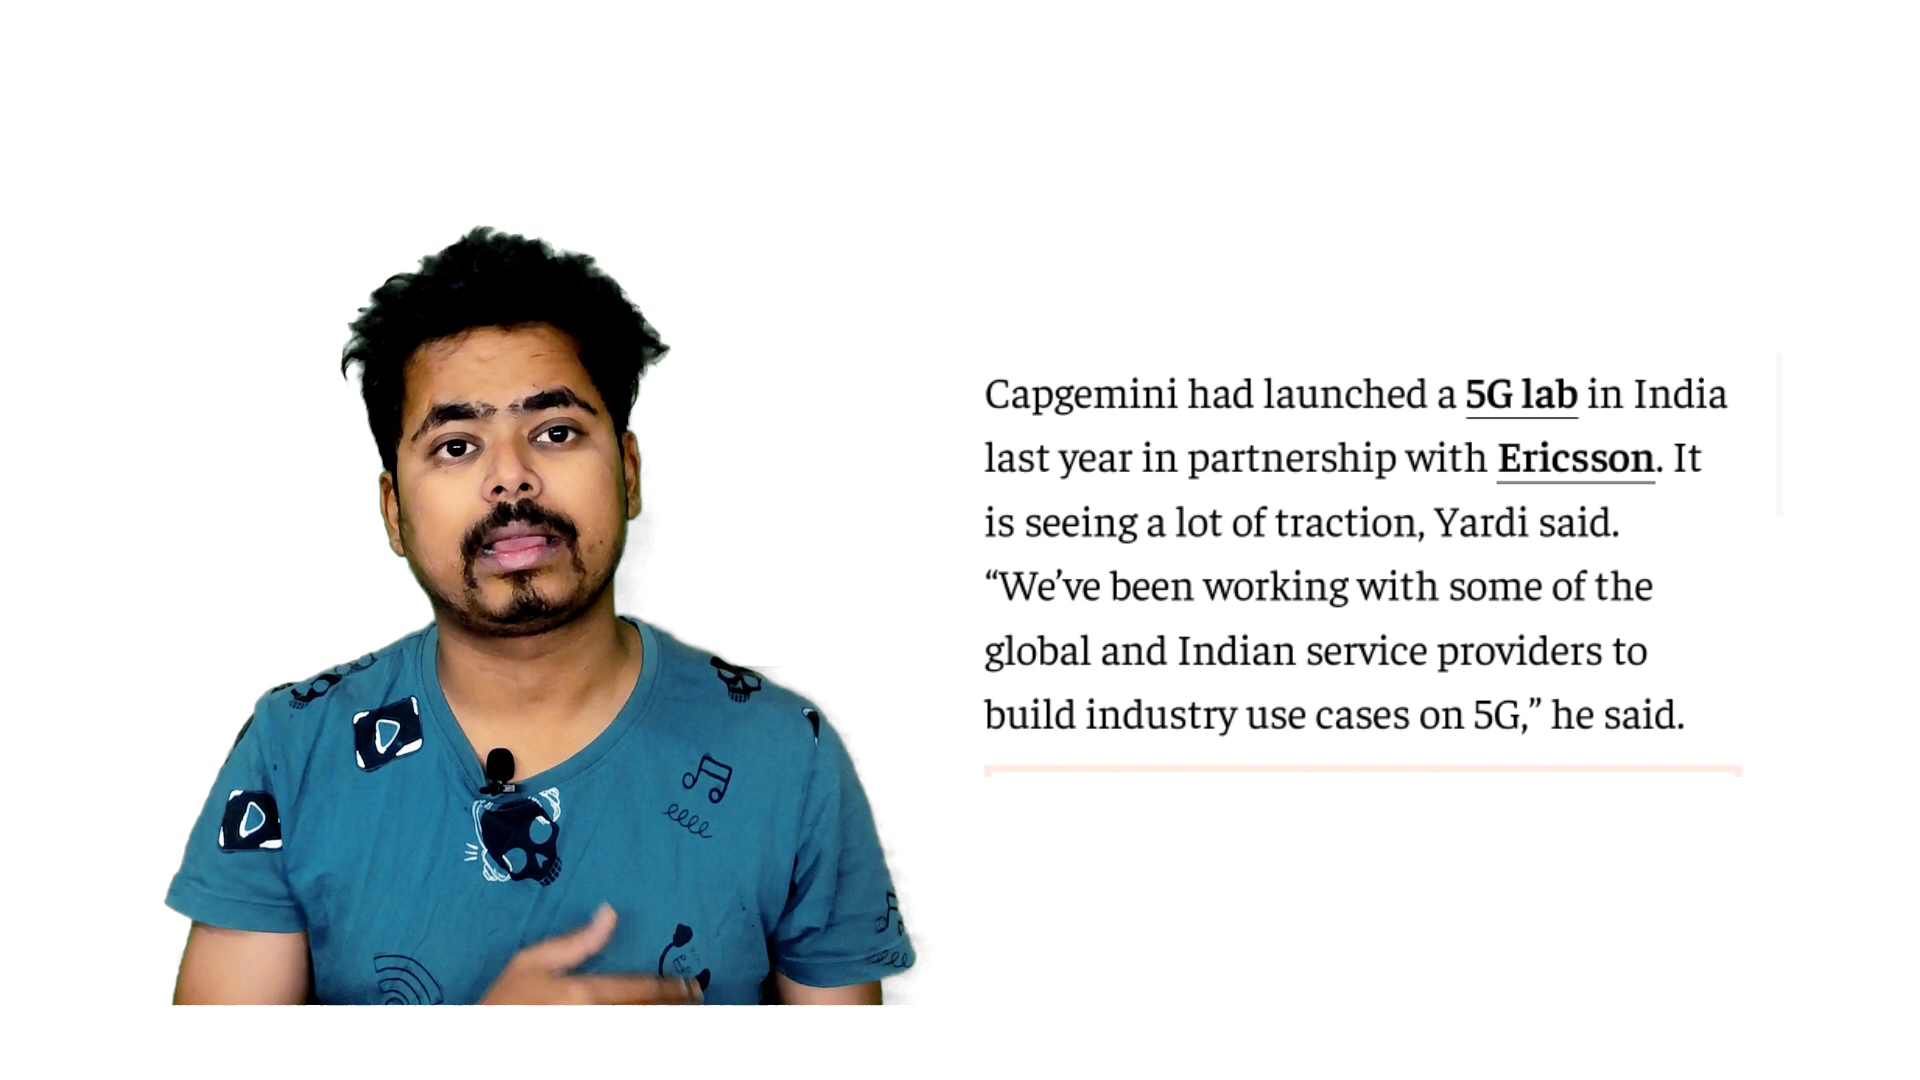 Capgemini had launched a 5G lab in India
last year in partnership with Ericsson. It
is seeing a lot of traction, Yardi said.
“We’ve been working with some of the
global and Indian service providers to
build industry use cases on 5G,” he said.